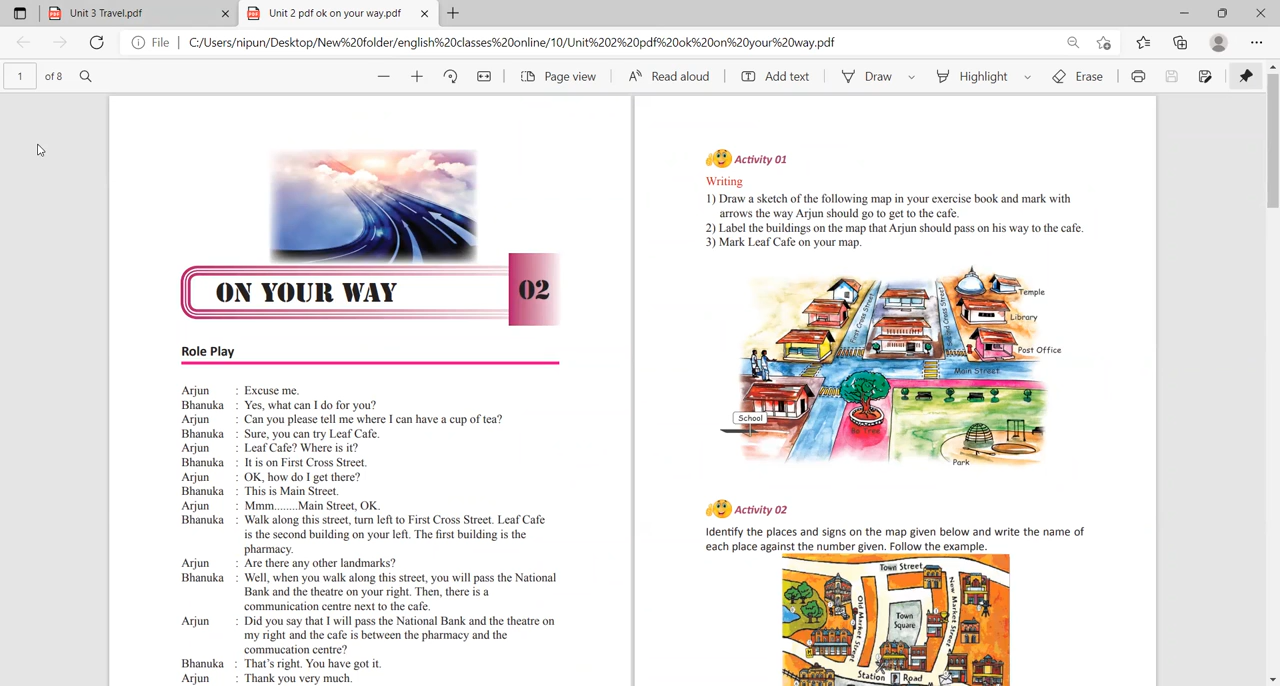 Unit 3 Travel.pdf
Unit 2 pdf ok on your way.pdf
File
C:/Users/nipun/Desktop/New%20folder/english%20classes%20online/10/Unit%202%20pdf%20ok%20on%20your%20way.pdf
1 of 8
Page view
Read aloud
Add text
Draw
Highlight
Erase
ON YOUR WAY
02
Role Play
Arjun : Excuse me.
Bhanuka : Yes, what can I do for you?
Arjun : Can you please tell me where I can have a cup of tea?
Bhanuka : Sure, you can try Leaf Cafe.
Arjun : Leaf Cafe? Where is it?
Bhanuka : It is on First Cross Street.
Arjun : OK, how do I get there?
Bhanuka : This is Main Street.
Arjun : Mmm........Main Street, OK.
Bhanuka : Walk along this street, turn left to First Cross Street. Leaf Cafe
is the second building on your left. The first building is the
pharmacy.
Arjun : Are there any other landmarks?
Bhanuka : Well, when you walk along this street, you will pass the National
Bank and the theatre on your right. Then, there is a
communication centre next to the cafe.
Arjun : Did you say that I will pass the National Bank and the theatre on
my right and the cafe is between the pharmacy and the
commucation centre?
Bhanuka : That's right. You have got it.
Arjun : Thank you very much.
Activity 01
Writing
1) Draw a sketch of the following map in your exercise book and mark with
arrows the way Arjun should go to get to the cafe.
2) Label the buildings on the map that Arjun should pass on his way to the cafe.
3) Mark Leaf Cafe on your map.
Temple
Library
First Cross Street
Second Cross Street
Post Office
Main Street
School
Bo Tree
Park
Activity 02
Identify the places and signs on the map given below and write the name of
each place against the number given. Follow the example.
Town Street
Old Market Street
New Market Street
Town
Square
Station Road